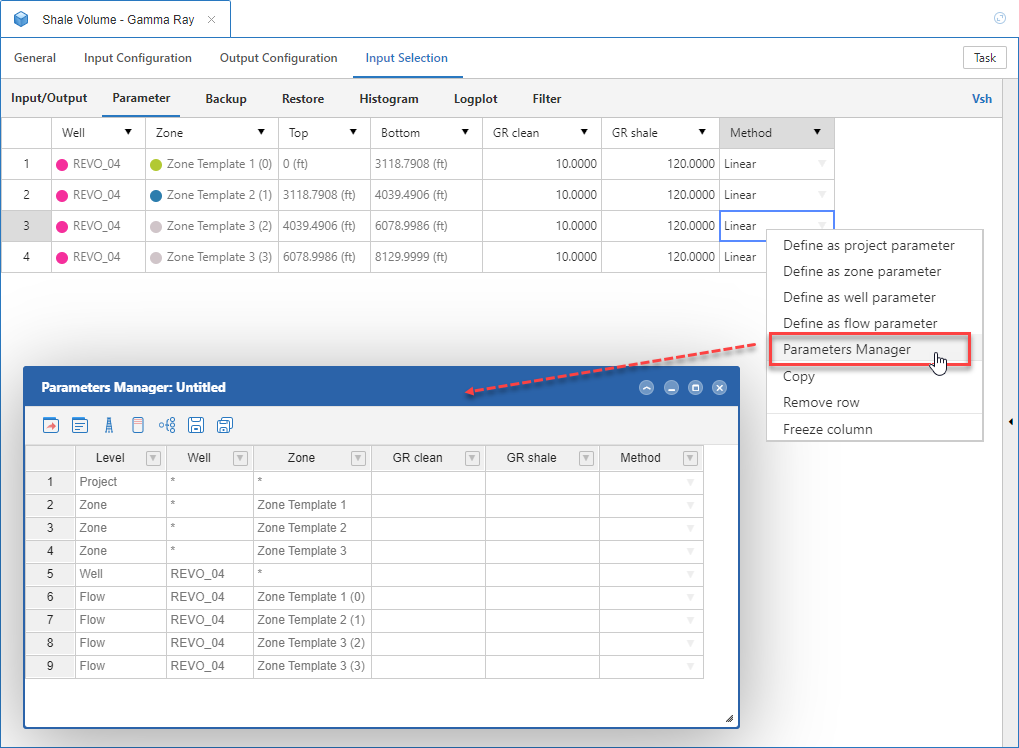 Shale Volume - Gamma Ray
General Input Configuration Output Configuration Input Selection Task
Input/Output Parameter Backup Restore Histogram Logplot Filter Vsh
Well Zone Top Bottom GR clean GR shale Method
1 REVO_04 Zone Template 1 (0) 0 (ft) 3118.7908 (ft) 10.0000 120.0000 Linear
2 REVO_04 Zone Template 2 (1) 3118.7908 (ft) 4039.4906 (ft) 10.0000 120.0000 Linear
3 REVO_04 Zone Template 3 (2) 4039.4906 (ft) 6078.9986 (ft) 10.0000 120.0000 Linear
4 REVO_04 Zone Template 3 (3) 6078.9986 (ft) 8129.9999 (ft) 10.0000 120.0000 Linear
Define as project parameter
Define as zone parameter
Define as well parameter
Define as flow parameter
Parameters Manager
Copy
Remove row
Freeze column
Parameters Manager: Untitled
Level Well Zone GR clean GR shale Method
1 Project * *
2 Zone * Zone Template 1
3 Zone * Zone Template 2
4 Zone * Zone Template 3
5 Well REVO_04 *
6 Flow REVO_04 Zone Template 1 (0)
7 Flow REVO_04 Zone Template 2 (1)
8 Flow REVO_04 Zone Template 3 (2)
9 Flow REVO_04 Zone Template 3 (3)